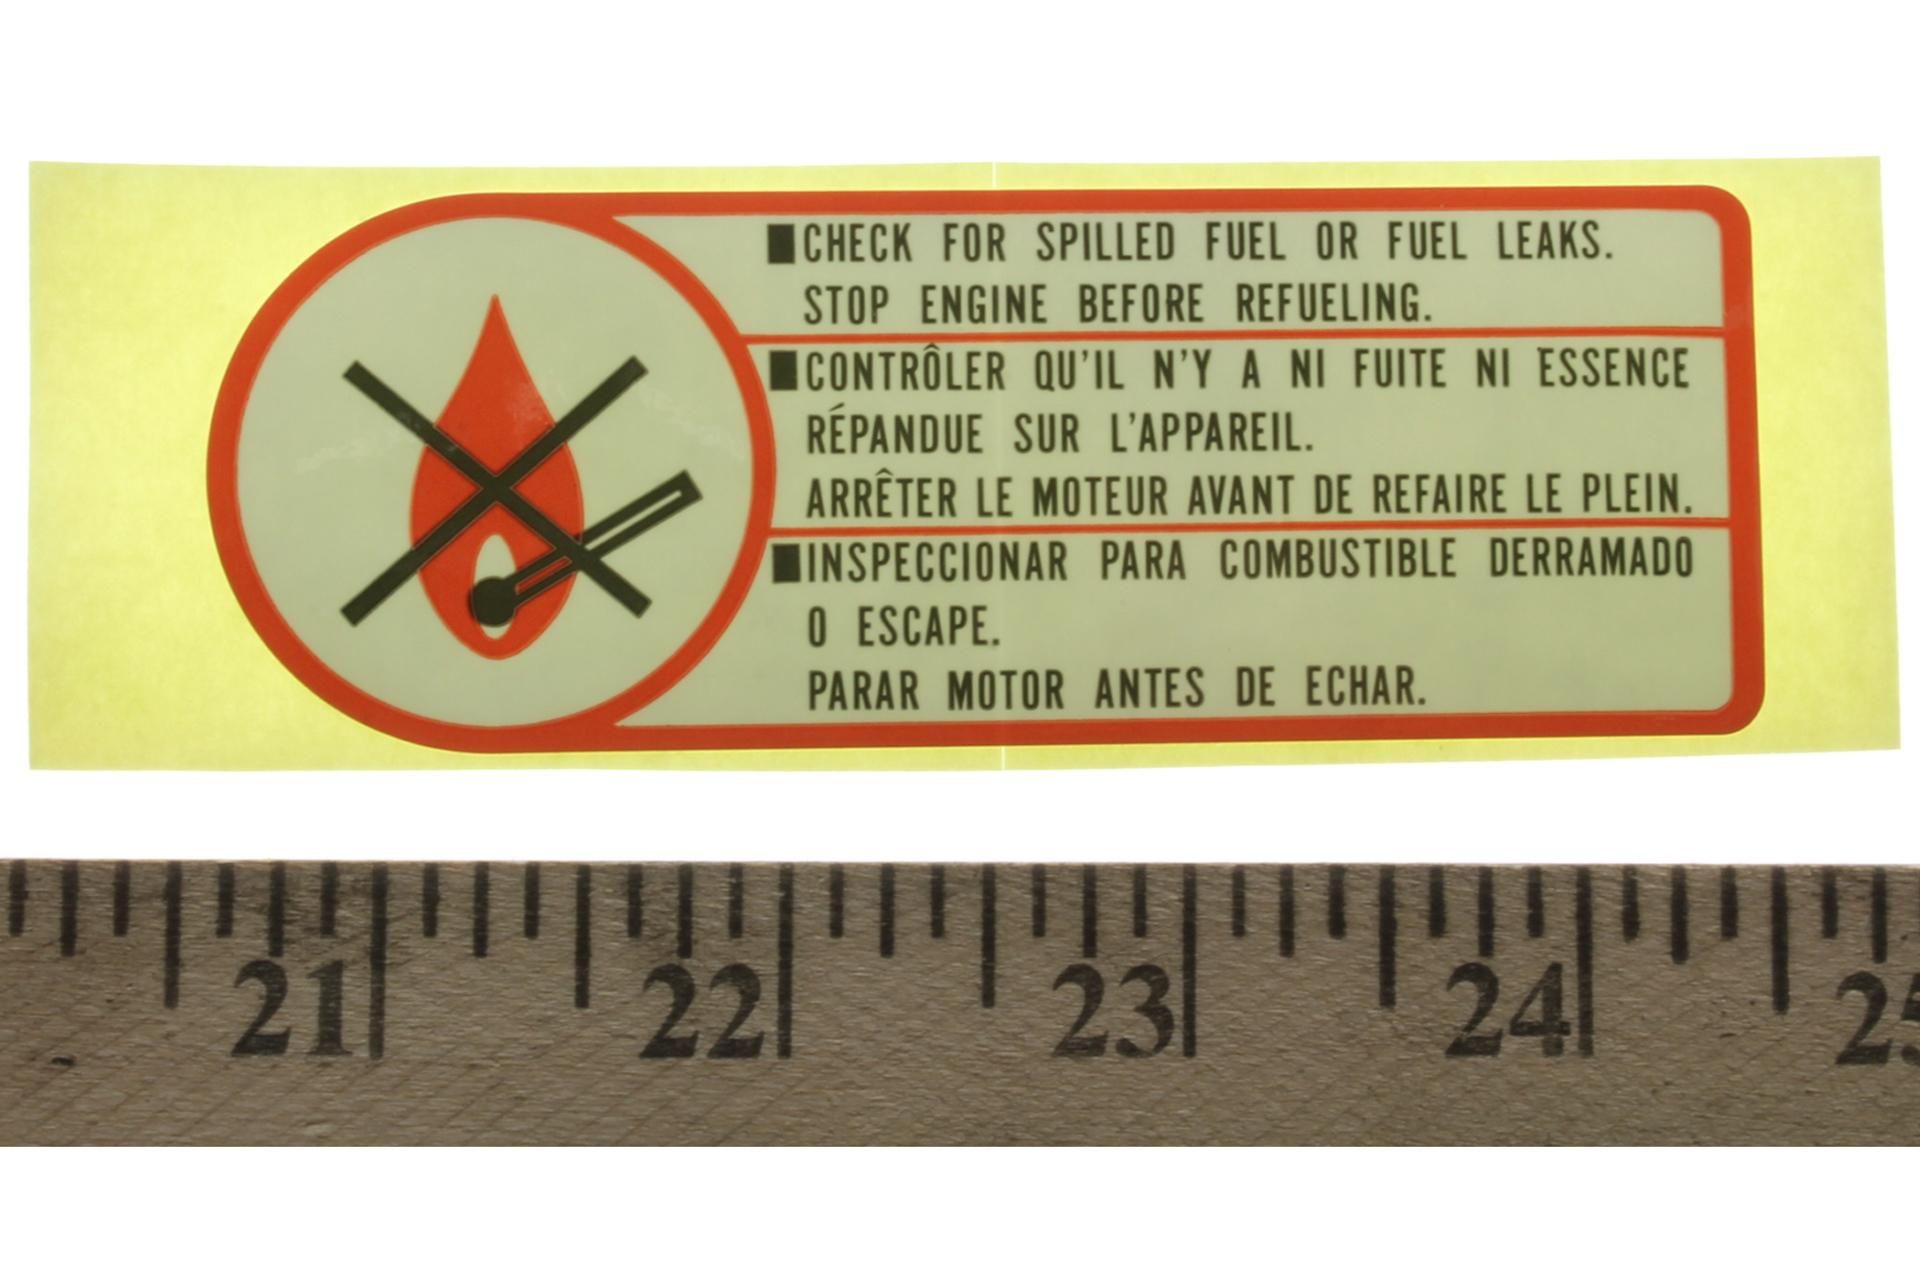 ■CHECK FOR SPILLED FUEL OR FUEL LEAKS.
STOP ENGINE BEFORE REFUELING.
■CONTRÔLER QU'IL N'Y A NI FUITE NI ESSENCE
RÉPANDUE SUR L'APPAREIL.
ARRÊTER LE MOTEUR AVANT DE REFAIRE LE PLEIN.
■INSPECCIONAR PARA COMBUSTIBLE DERRAMADO
O ESCAPE.
PARAR MOTOR ANTES DE ECHAR.
21 22 23 24 25